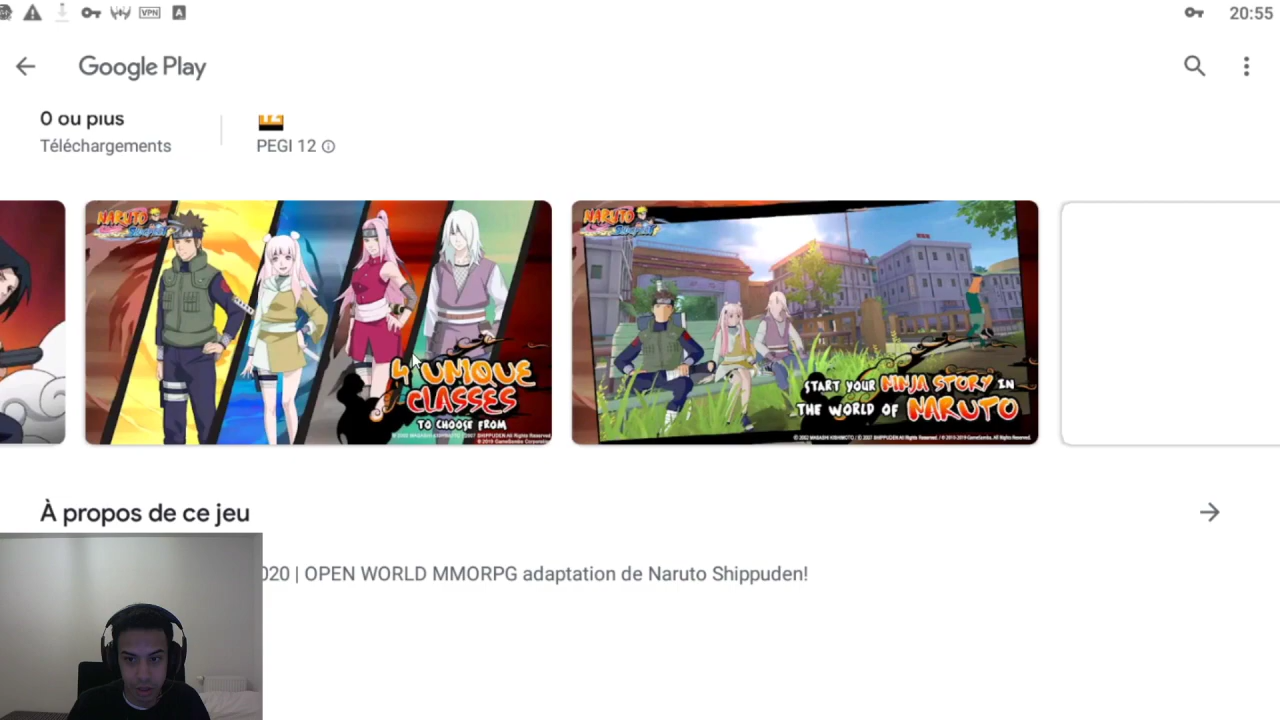 VPN A 20:55
Google Play
0 ou plus
Téléchargements
PEGI 12
NARUTO
4 UNIQUE
CLASSES
TO CHOOSE FROM
NARUTO
START YOUR NINJA STORY IN
THE WORLD OF NARUTO
À propos de ce jeu
020 | OPEN WORLD MMORPG adaptation de Naruto Shippuden!